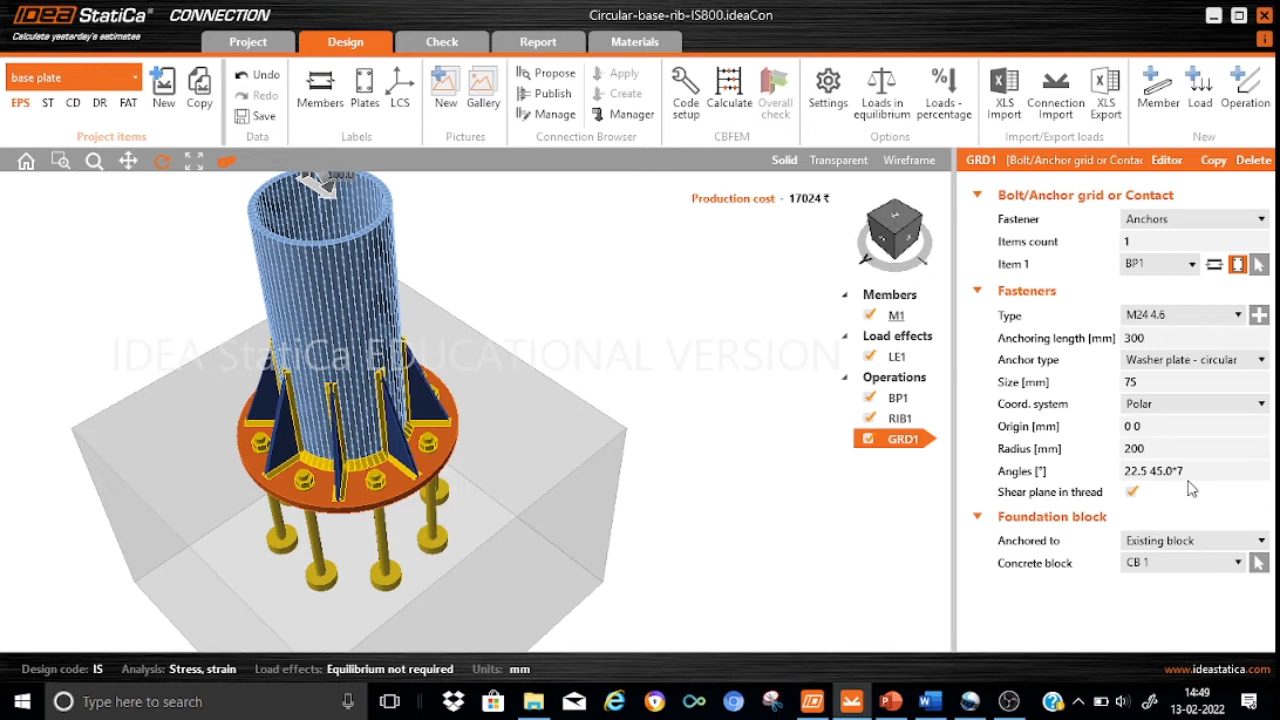 IDEA StatiCa® CONNECTION
Calculate yesterday's estimates
Circular-base-rib-IS800.ideaCon
Project Design Check Report Materials
base plate
EPS ST CD DR FAT
New Copy
Project items
Undo
Redo
Save
Data
Members Plates LCS
Labels
New Gallery
Pictures
Propose
Publish
Manage
Apply
Create
Manager
Connection Browser
Code setup
Calculate
Overall check
CBFEM
Settings
Loads in equilibrium
Loads - percentage
Options
XLS Import
Connection Import
XLS Export
Import/Export loads
Member Load Operation
New
Solid Transparent Wireframe
GRD1 [Bolt/Anchor grid or Contac Editor Copy Delete
Production cost - 17024 ₹
Members
M1
Load effects
LE1
Operations
BP1
RIB1
GRD1
Bolt/Anchor grid or Contact
Fastener Anchors
Items count 1
Item 1 BP1
Fasteners
Type M24 4.6
Anchoring length [mm] 300
Anchor type Washer plate - circular
Size [mm] 75
Coord. system Polar
Origin [mm] 0 0
Radius [mm] 200
Angles [°] 22.5 45.0*7
Shear plane in thread
Foundation block
Anchored to Existing block
Concrete block CB 1
IDEA StatiCa EDUCATIONAL VERSION
Design code: IS Analysis: Stress, strain Load effects: Equilibrium not required Units: mm
www.ideastatica.com
Type here to search
14:49
13-02-2022